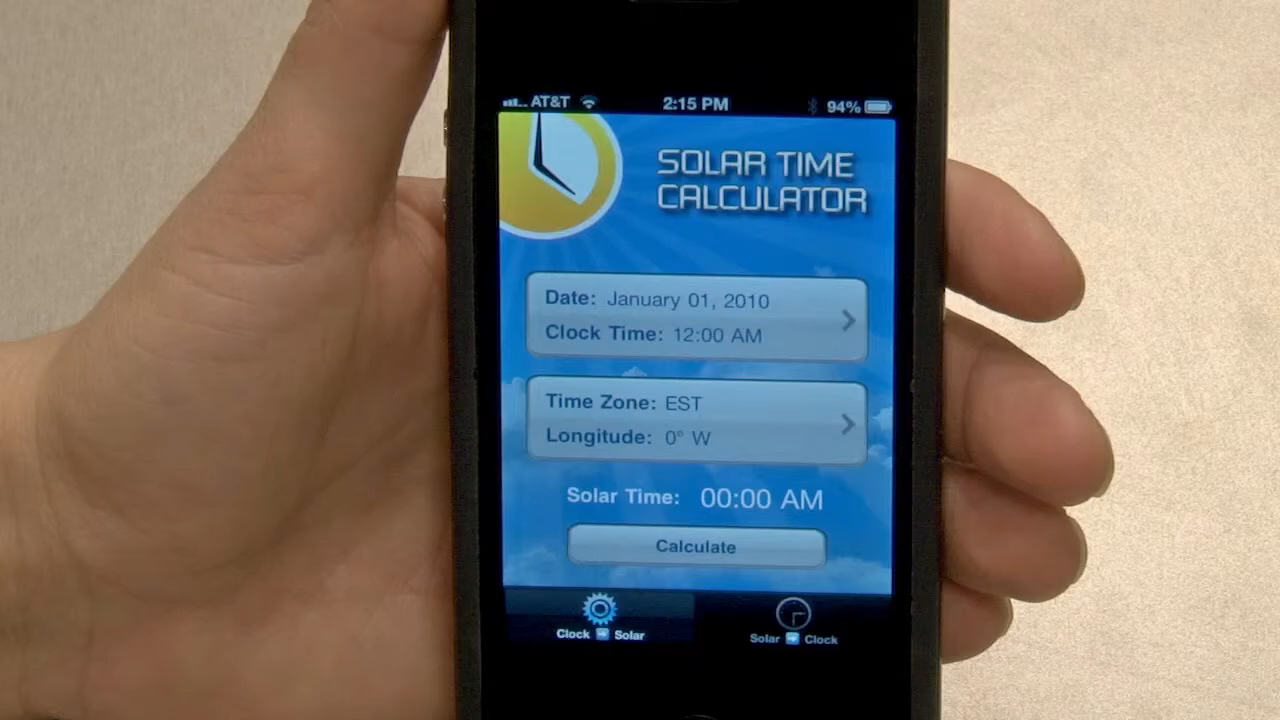 AT&T 2:15 PM 94%
SOLAR TIME
CALCULATOR
Date: January 01, 2010
Clock Time: 12:00 AM
Time Zone: EST
Longitude: 0° W
Solar Time: 00:00 AM
Calculate
Clock Solar
Solar Clock